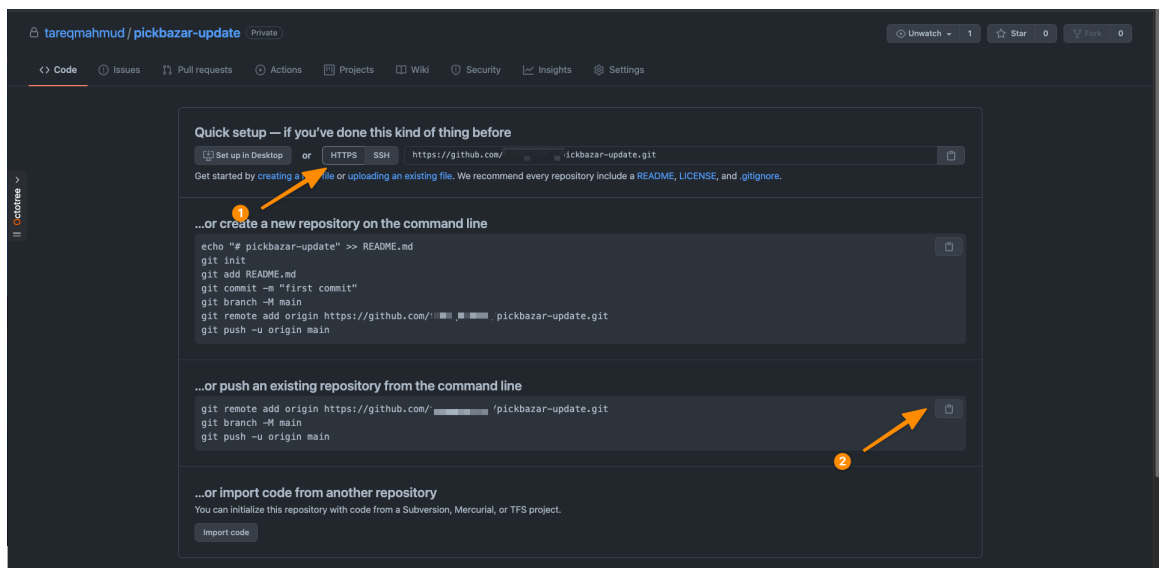 tareqmahmud / pickbazar-update Private
Unwatch 1 Star 0 Fork 0
<> Code Issues Pull requests Actions Projects Wiki Security Insights Settings
Octotree
Quick setup — if you've done this kind of thing before
Set up in Desktop or HTTPS SSH https://github.com/ ickbazar-update.git
Get started by creating a file or uploading an existing file. We recommend every repository include a README, LICENSE, and .gitignore.
1
...or create a new repository on the command line
echo "# pickbazar-update" >> README.md
git init
git add README.md
git commit -m "first commit"
git branch -M main
git remote add origin https://github.com/ pickbazar-update.git
git push -u origin main
...or push an existing repository from the command line
git remote add origin https://github.com/ /pickbazar-update.git
git branch -M main
git push -u origin main
2
...or import code from another repository
You can initialize this repository with code from a Subversion, Mercurial, or TFS project.
Import code